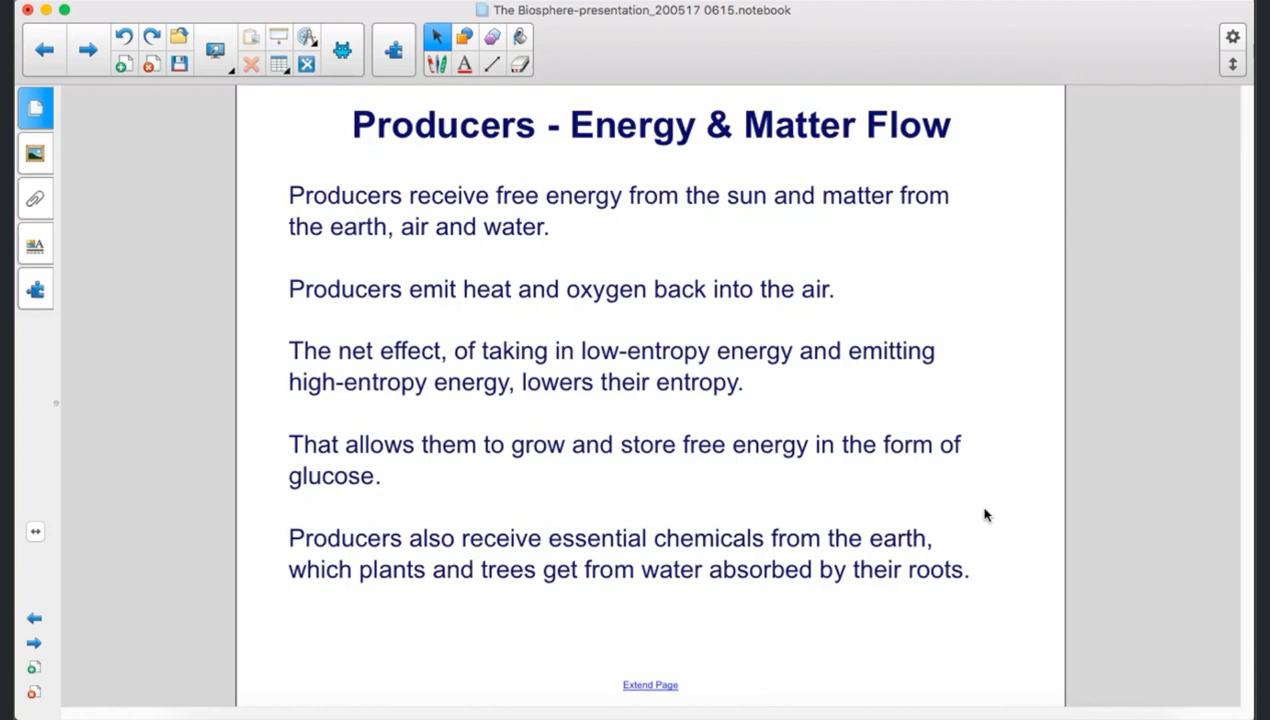 The Biosphere-presentation_200517 0615.notebook
Producers - Energy & Matter Flow
Producers receive free energy from the sun and matter from
the earth, air and water.
Producers emit heat and oxygen back into the air.
The net effect, of taking in low-entropy energy and emitting
high-entropy energy, lowers their entropy.
That allows them to grow and store free energy in the form of
glucose.
Producers also receive essential chemicals from the earth,
which plants and trees get from water absorbed by their roots.
Extend Page